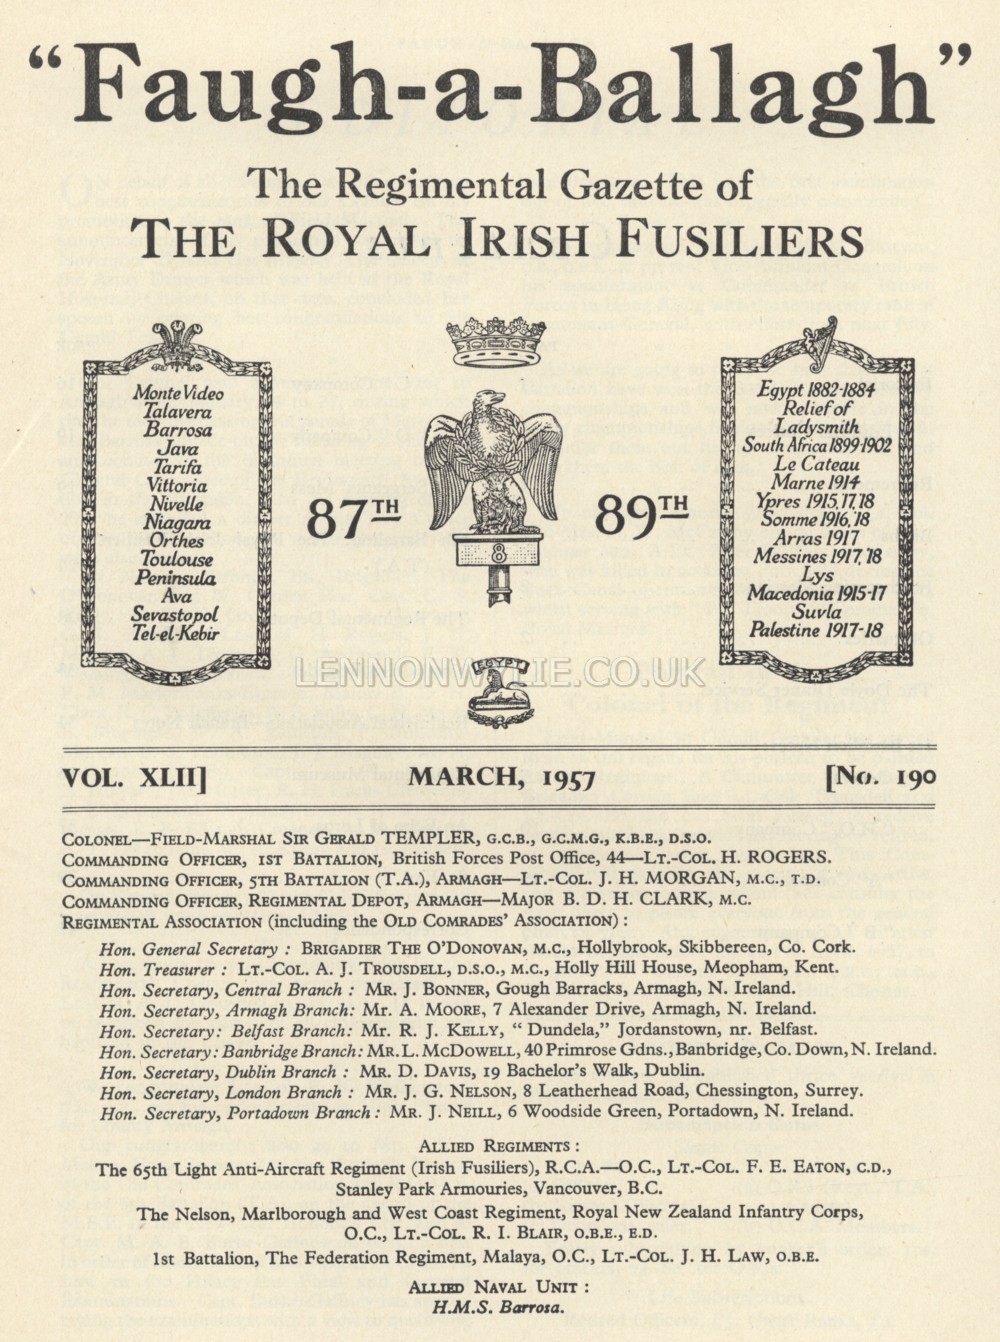 “Faugh-a-Ballagh”
The Regimental Gazette of
THE ROYAL IRISH FUSILIERS
Monte Video
Talavera
Barrosa
Java
Tarifa
Vittoria
Nivelle
Niagara
Orthes
Toulouse
Peninsula
Ava
Sevastopol
Tel-el-Kebir
87TH
8
89TH
EGYPT
Egypt 1882-1884
Relief of
Ladysmith
South Africa 1899-1902
Le Cateau
Marne 1914
Ypres 1915, 17, 18
Somme 1916, 18
Arras 1917
Messines 1917, 18
Lys
Macedonia 1915-17
Suvla
Palestine 1917-18
LENNONWYLIE.CO.UK
VOL. XLII] MARCH, 1957 [No. 190
COLONEL—FIELD-MARSHAL SIR GERALD TEMPLER, G.C.B., G.C.M.G., K.B.E., D.S.O.
COMMANDING OFFICER, 1ST BATTALION, British Forces Post Office, 44—LT.-COL. H. ROGERS.
COMMANDING OFFICER, 5TH BATTALION (T.A.), ARMAGH—LT.-COL. J. H. MORGAN, M.C., T.D.
COMMANDING OFFICER, REGIMENTAL DEPOT, ARMAGH—MAJOR B. D. H. CLARK, M.C.
REGIMENTAL ASSOCIATION (including the OLD COMRADES' ASSOCIATION) :
Hon. General Secretary : BRIGADIER THE O'DONOVAN, M.C., Hollybrook, Skibbereen, Co. Cork.
Hon. Treasurer : LT.-COL. A. J. TROUSDELL, D.S.O., M.C., Holly Hill House, Meopham, Kent.
Hon. Secretary, Central Branch : MR. J. BONNER, Gough Barracks, Armagh, N. Ireland.
Hon. Secretary, Armagh Branch: MR. A. MOORE, 7 Alexander Drive, Armagh, N. Ireland.
Hon. Secretary: Belfast Branch: MR. R. J. KELLY, “ Dundela,” Jordanstown, nr. Belfast.
Hon. Secretary: Banbridge Branch: MR. L. MCDOWELL, 40 Primrose Gdns., Banbridge, Co. Down, N. Ireland.
Hon. Secretary, Dublin Branch : MR. D. DAVIS, 19 Bachelor's Walk, Dublin.
Hon. Secretary, London Branch : MR. J. G. NELSON, 8 Leatherhead Road, Chessington, Surrey.
Hon. Secretary, Portadown Branch : MR. J. NEILL, 6 Woodside Green, Portadown, N. Ireland.
ALLIED REGIMENTS :
The 65th Light Anti-Aircraft Regiment (Irish Fusiliers), R.C.A.—O.C., LT.-COL. F. E. EATON, C.D.,
Stanley Park Armouries, Vancouver, B.C.
The Nelson, Marlborough and West Coast Regiment, Royal New Zealand Infantry Corps,
O.C., LT.-COL. R. I. BLAIR, O.B.E., E.D.
1st Battalion, The Federation Regiment, Malaya, O.C., LT.-COL. J. H. LAW, O.B.E.
ALLIED NAVAL UNIT :
H.M.S. Barrosa.